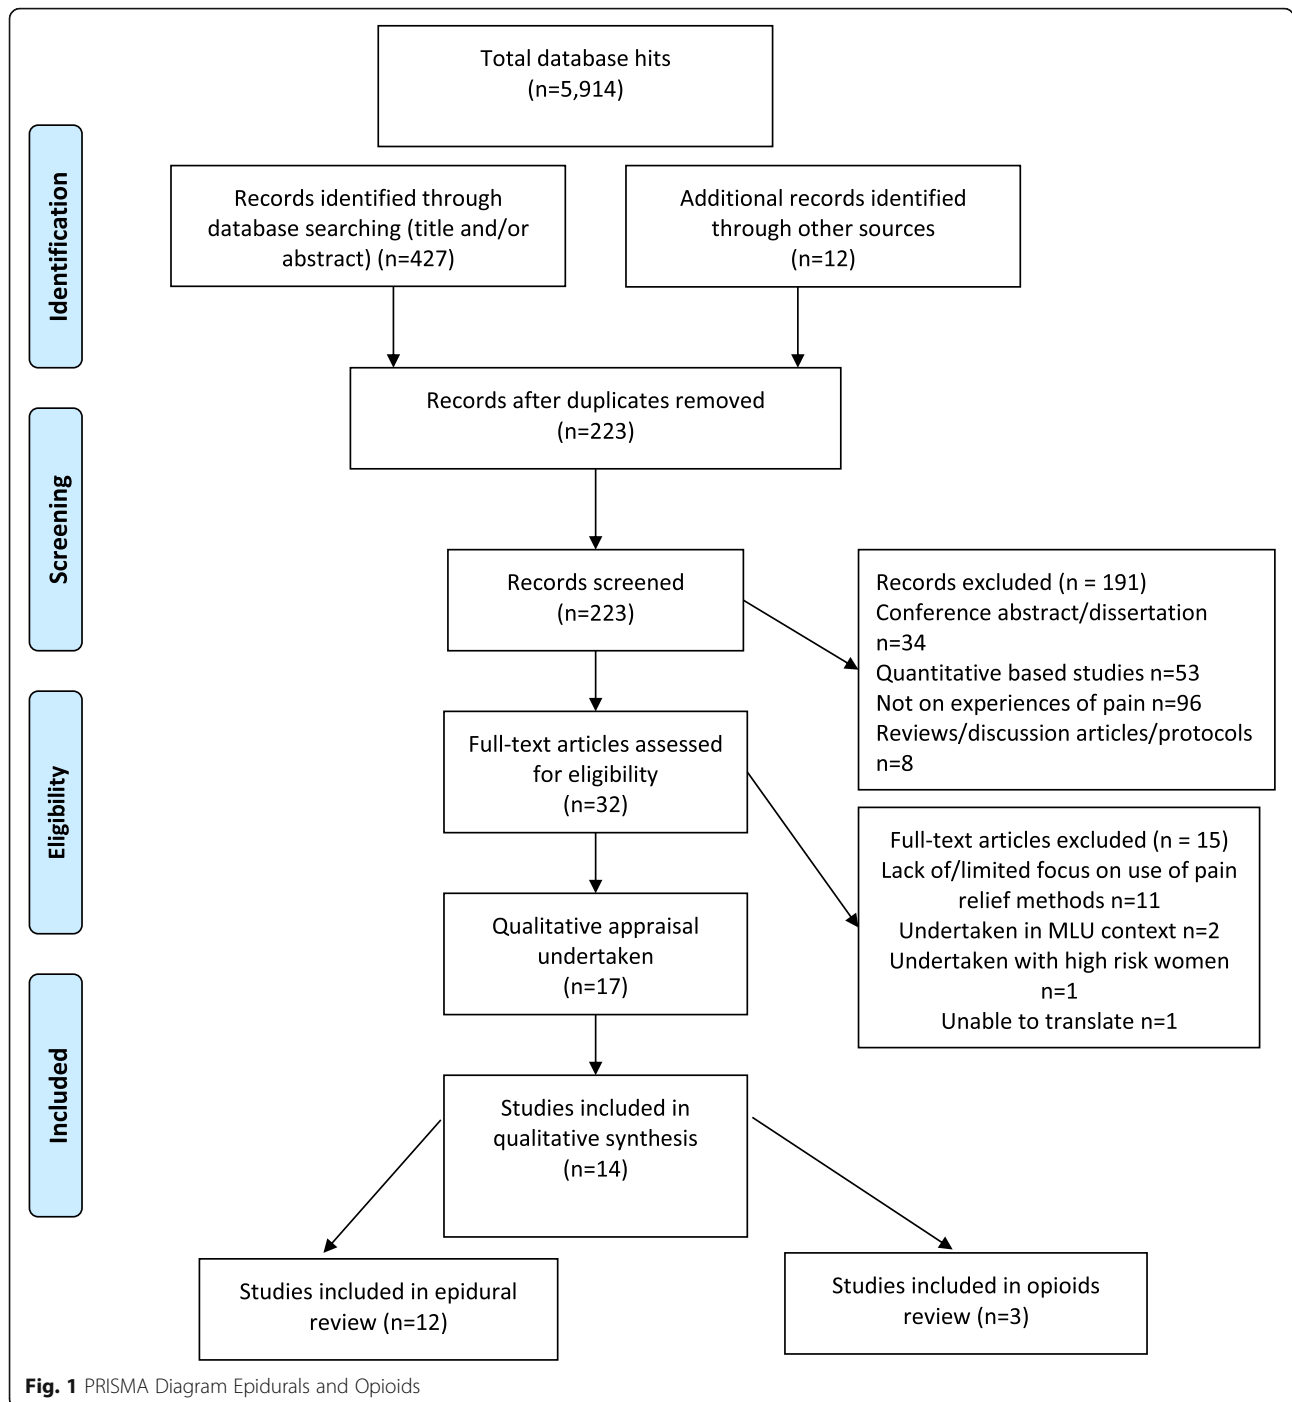 Total database hits
(n=5,914)
Identification
Records identified through
database searching (title and/or
abstract) (n=427)
Additional records identified
through other sources
(n=12)
Records after duplicates removed
(n=223)
Screening
Records screened
(n=223)
Records excluded (n = 191)
Conference abstract/dissertation
n=34
Quantitative based studies n=53
Not on experiences of pain n=96
Reviews/discussion articles/protocols
n=8
Eligibility
Full-text articles assessed
for eligibility
(n=32)
Full-text articles excluded (n = 15)
Lack of/limited focus on use of pain
relief methods n=11
Undertaken in MLU context n=2
Undertaken with high risk women
n=1
Unable to translate n=1
Qualitative appraisal
undertaken
(n=17)
Included
Studies included in
qualitative synthesis
(n=14)
Studies included in epidural
review (n=12)
Studies included in opioids
review (n=3)
Fig. 1 PRISMA Diagram Epidurals and Opioids